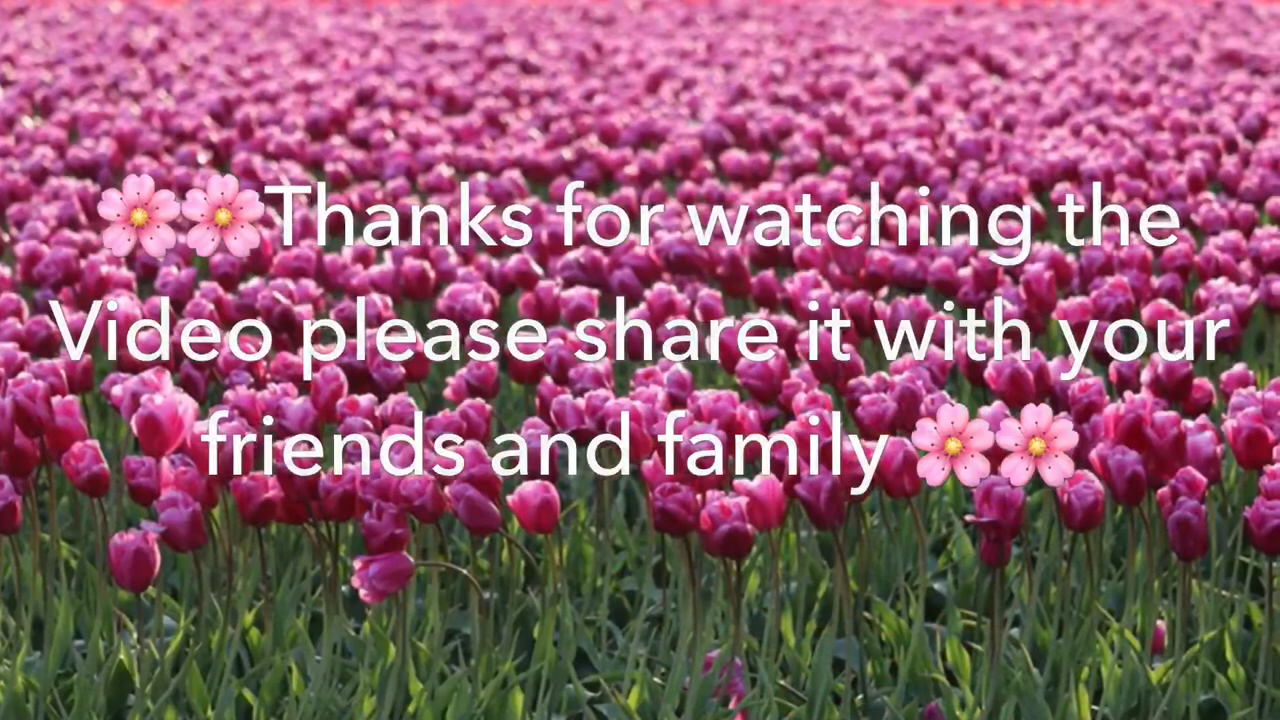 🌸🌸Thanks for watching the
Video please share it with your
friends and family🌸🌸